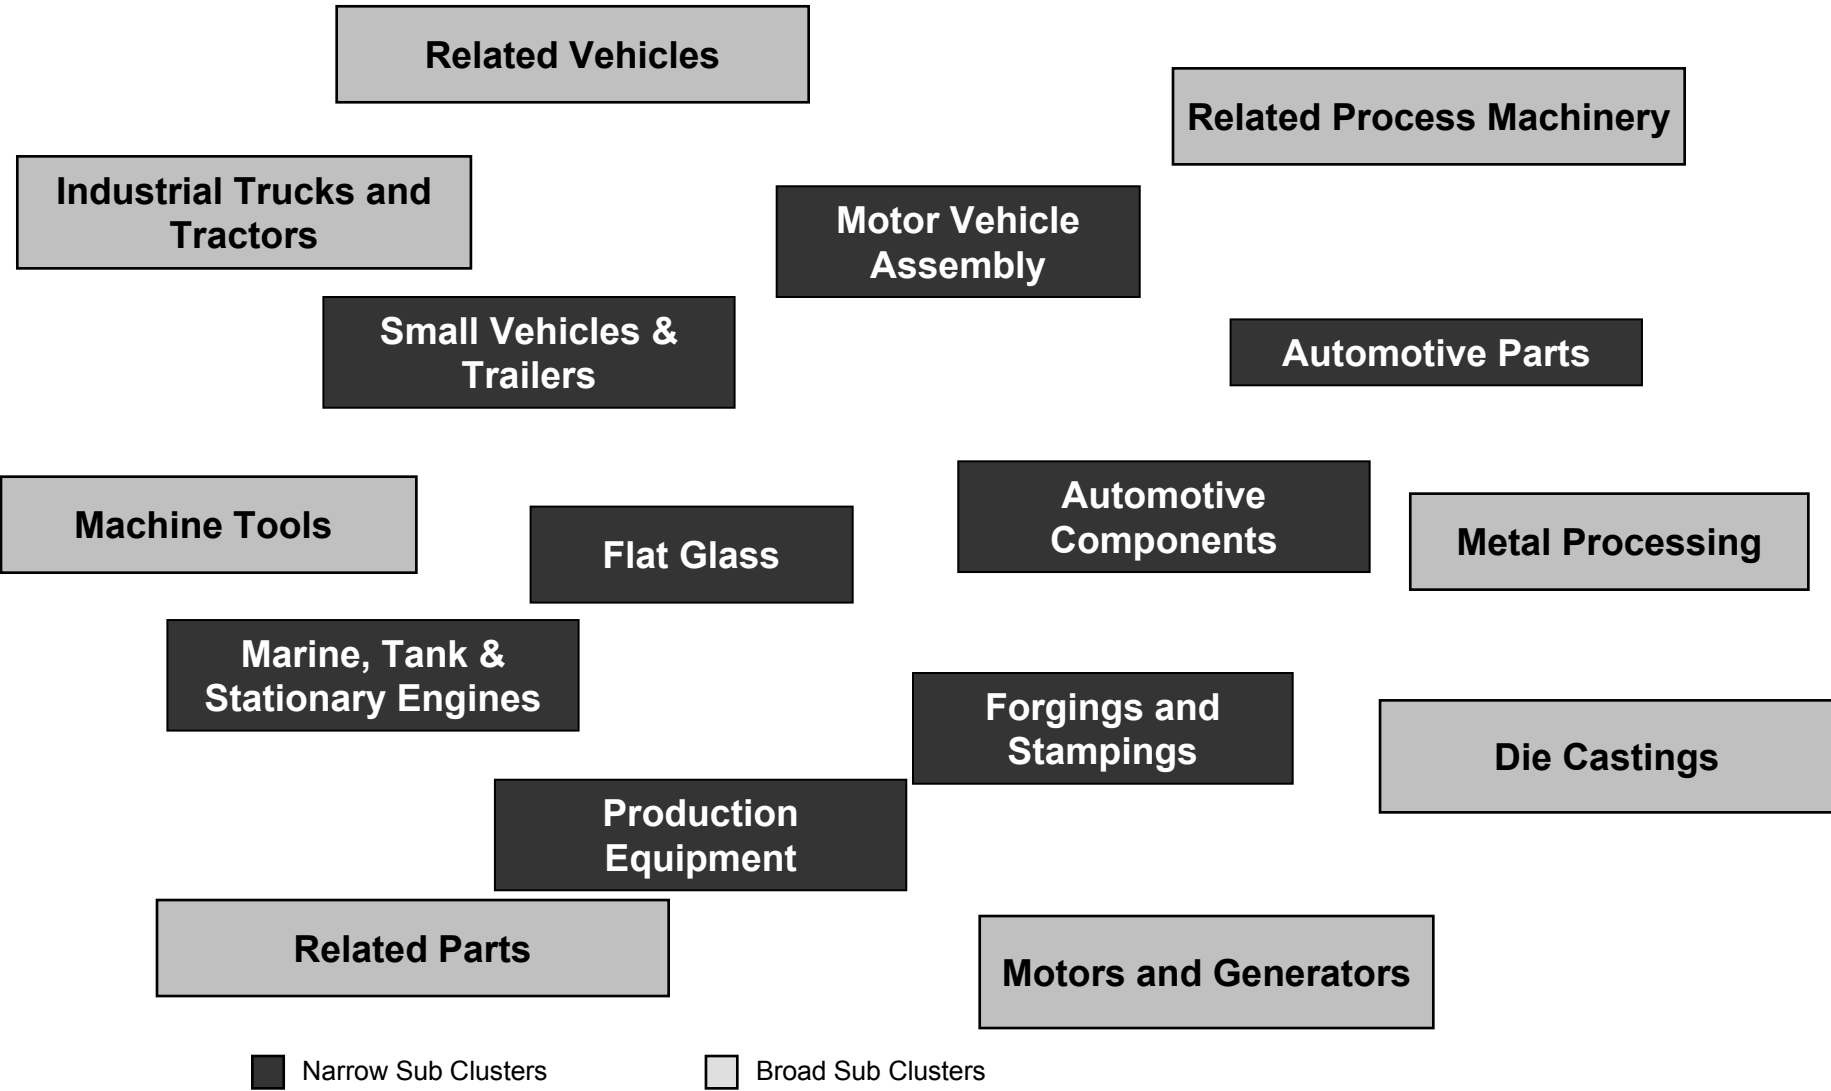 Related Vehicles
Related Process Machinery
Industrial Trucks and
Tractors
Motor Vehicle
Assembly
Small Vehicles &
Trailers
Automotive Parts
Machine Tools
Flat Glass
Automotive
Components
Metal Processing
Marine, Tank &
Stationary Engines
Forgings and
Stampings
Die Castings
Production
Equipment
Related Parts
Motors and Generators
Narrow Sub Clusters
Broad Sub Clusters